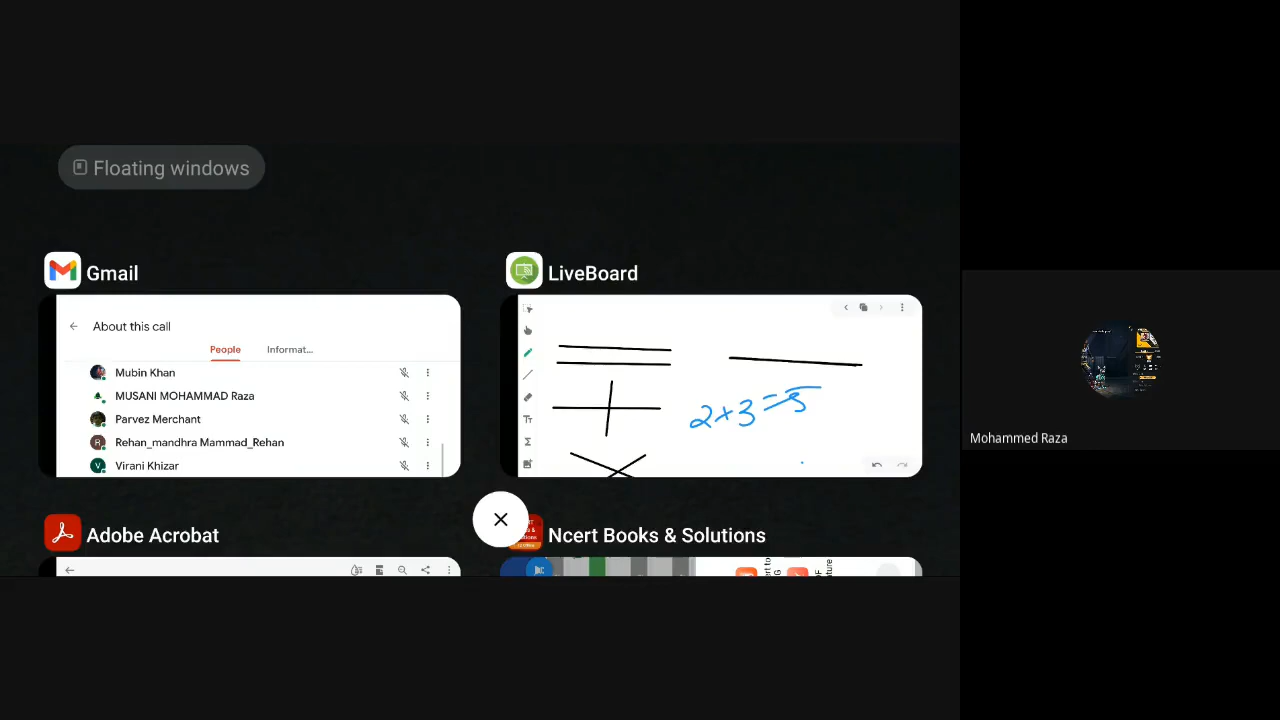 Floating windows
Gmail
LiveBoard
About this call
People
Informat...
Mubin Khan
MUSANI MOHAMMAD Raza
Parvez Merchant
R Rehan_mandhra Mammad_Rehan
V Virani Khizar
Tт
Σ
2+3=5
Mohammed Raza
Adobe Acrobat
Ncert Books & Solutions